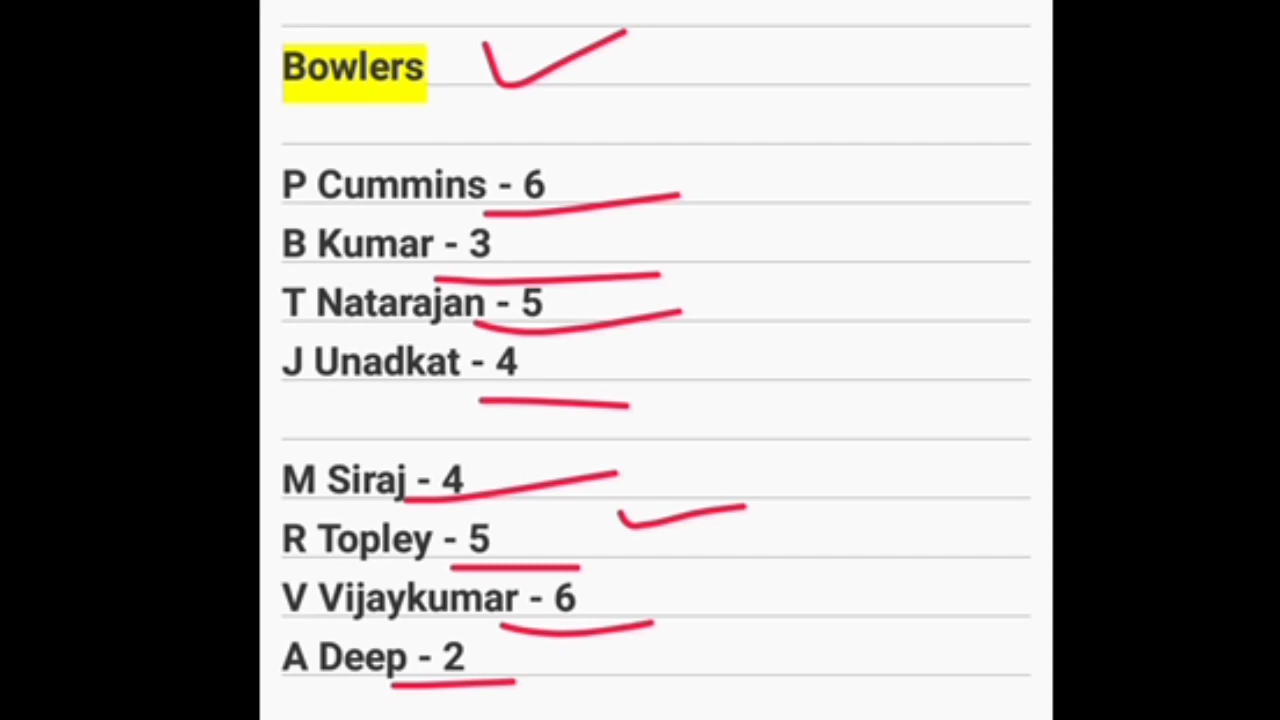 Bowlers
P Cummins - 6
B Kumar - 3
T Natarajan - 5
J Unadkat - 4
M Siraj - 4
R Topley - 5
V Vijaykumar - 6
A Deep - 2